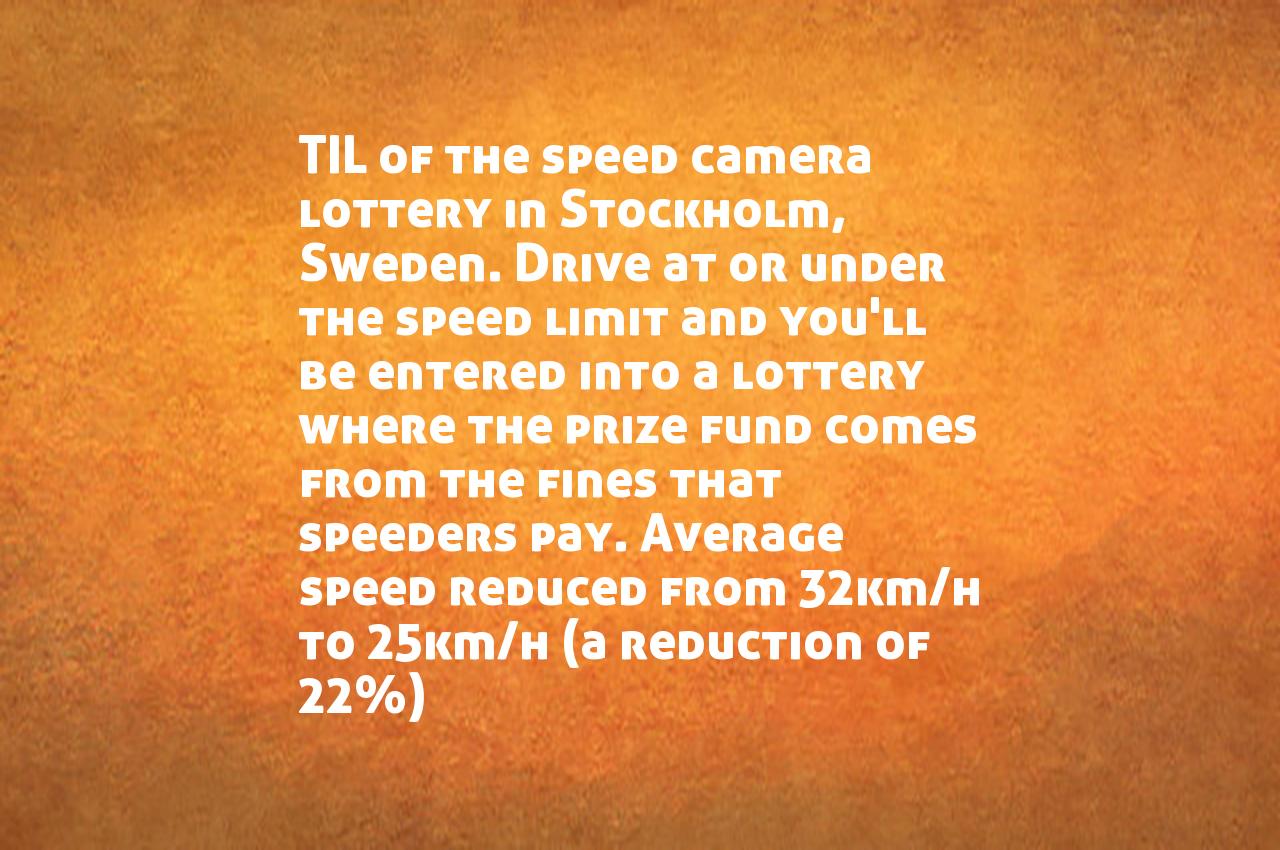 TIL of the speed camera
lottery in Stockholm,
Sweden. Drive at or under
the speed limit and you'll
be entered into a lottery
where the prize fund comes
from the fines that
speeders pay. Average
speed reduced from 32km/h
to 25km/h (a reduction of
22%)